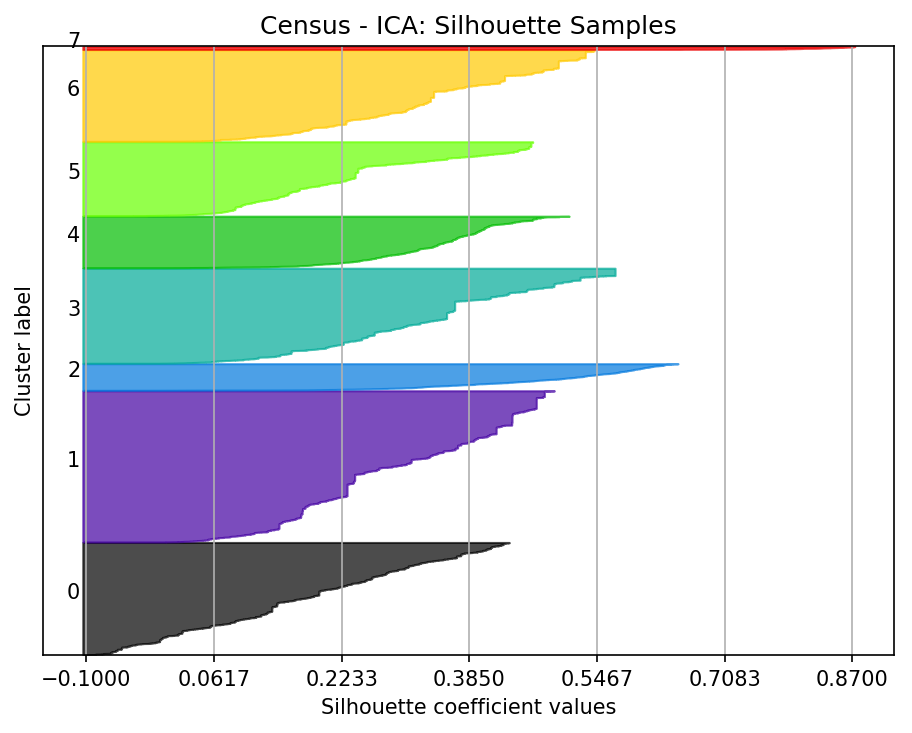 Census - ICA: Silhouette Samples
7
6
5
4
3
2
1
0
Cluster label
−0.1000 0.0617 0.2233 0.3850 0.5467 0.7083 0.8700
Silhouette coefficient values